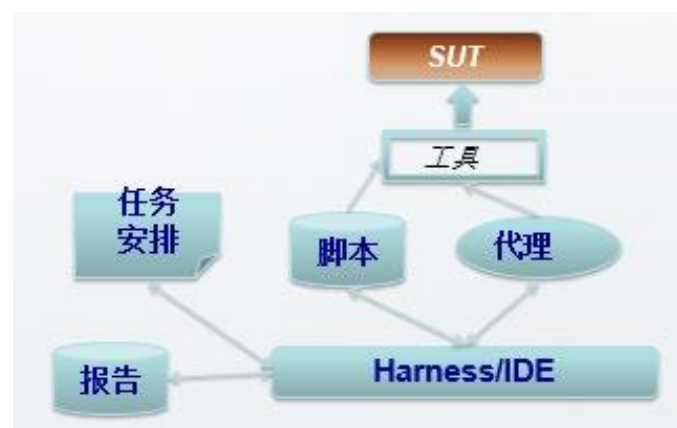 SUT
工具
任务
安排
脚本
代理
报告
Harness/IDE